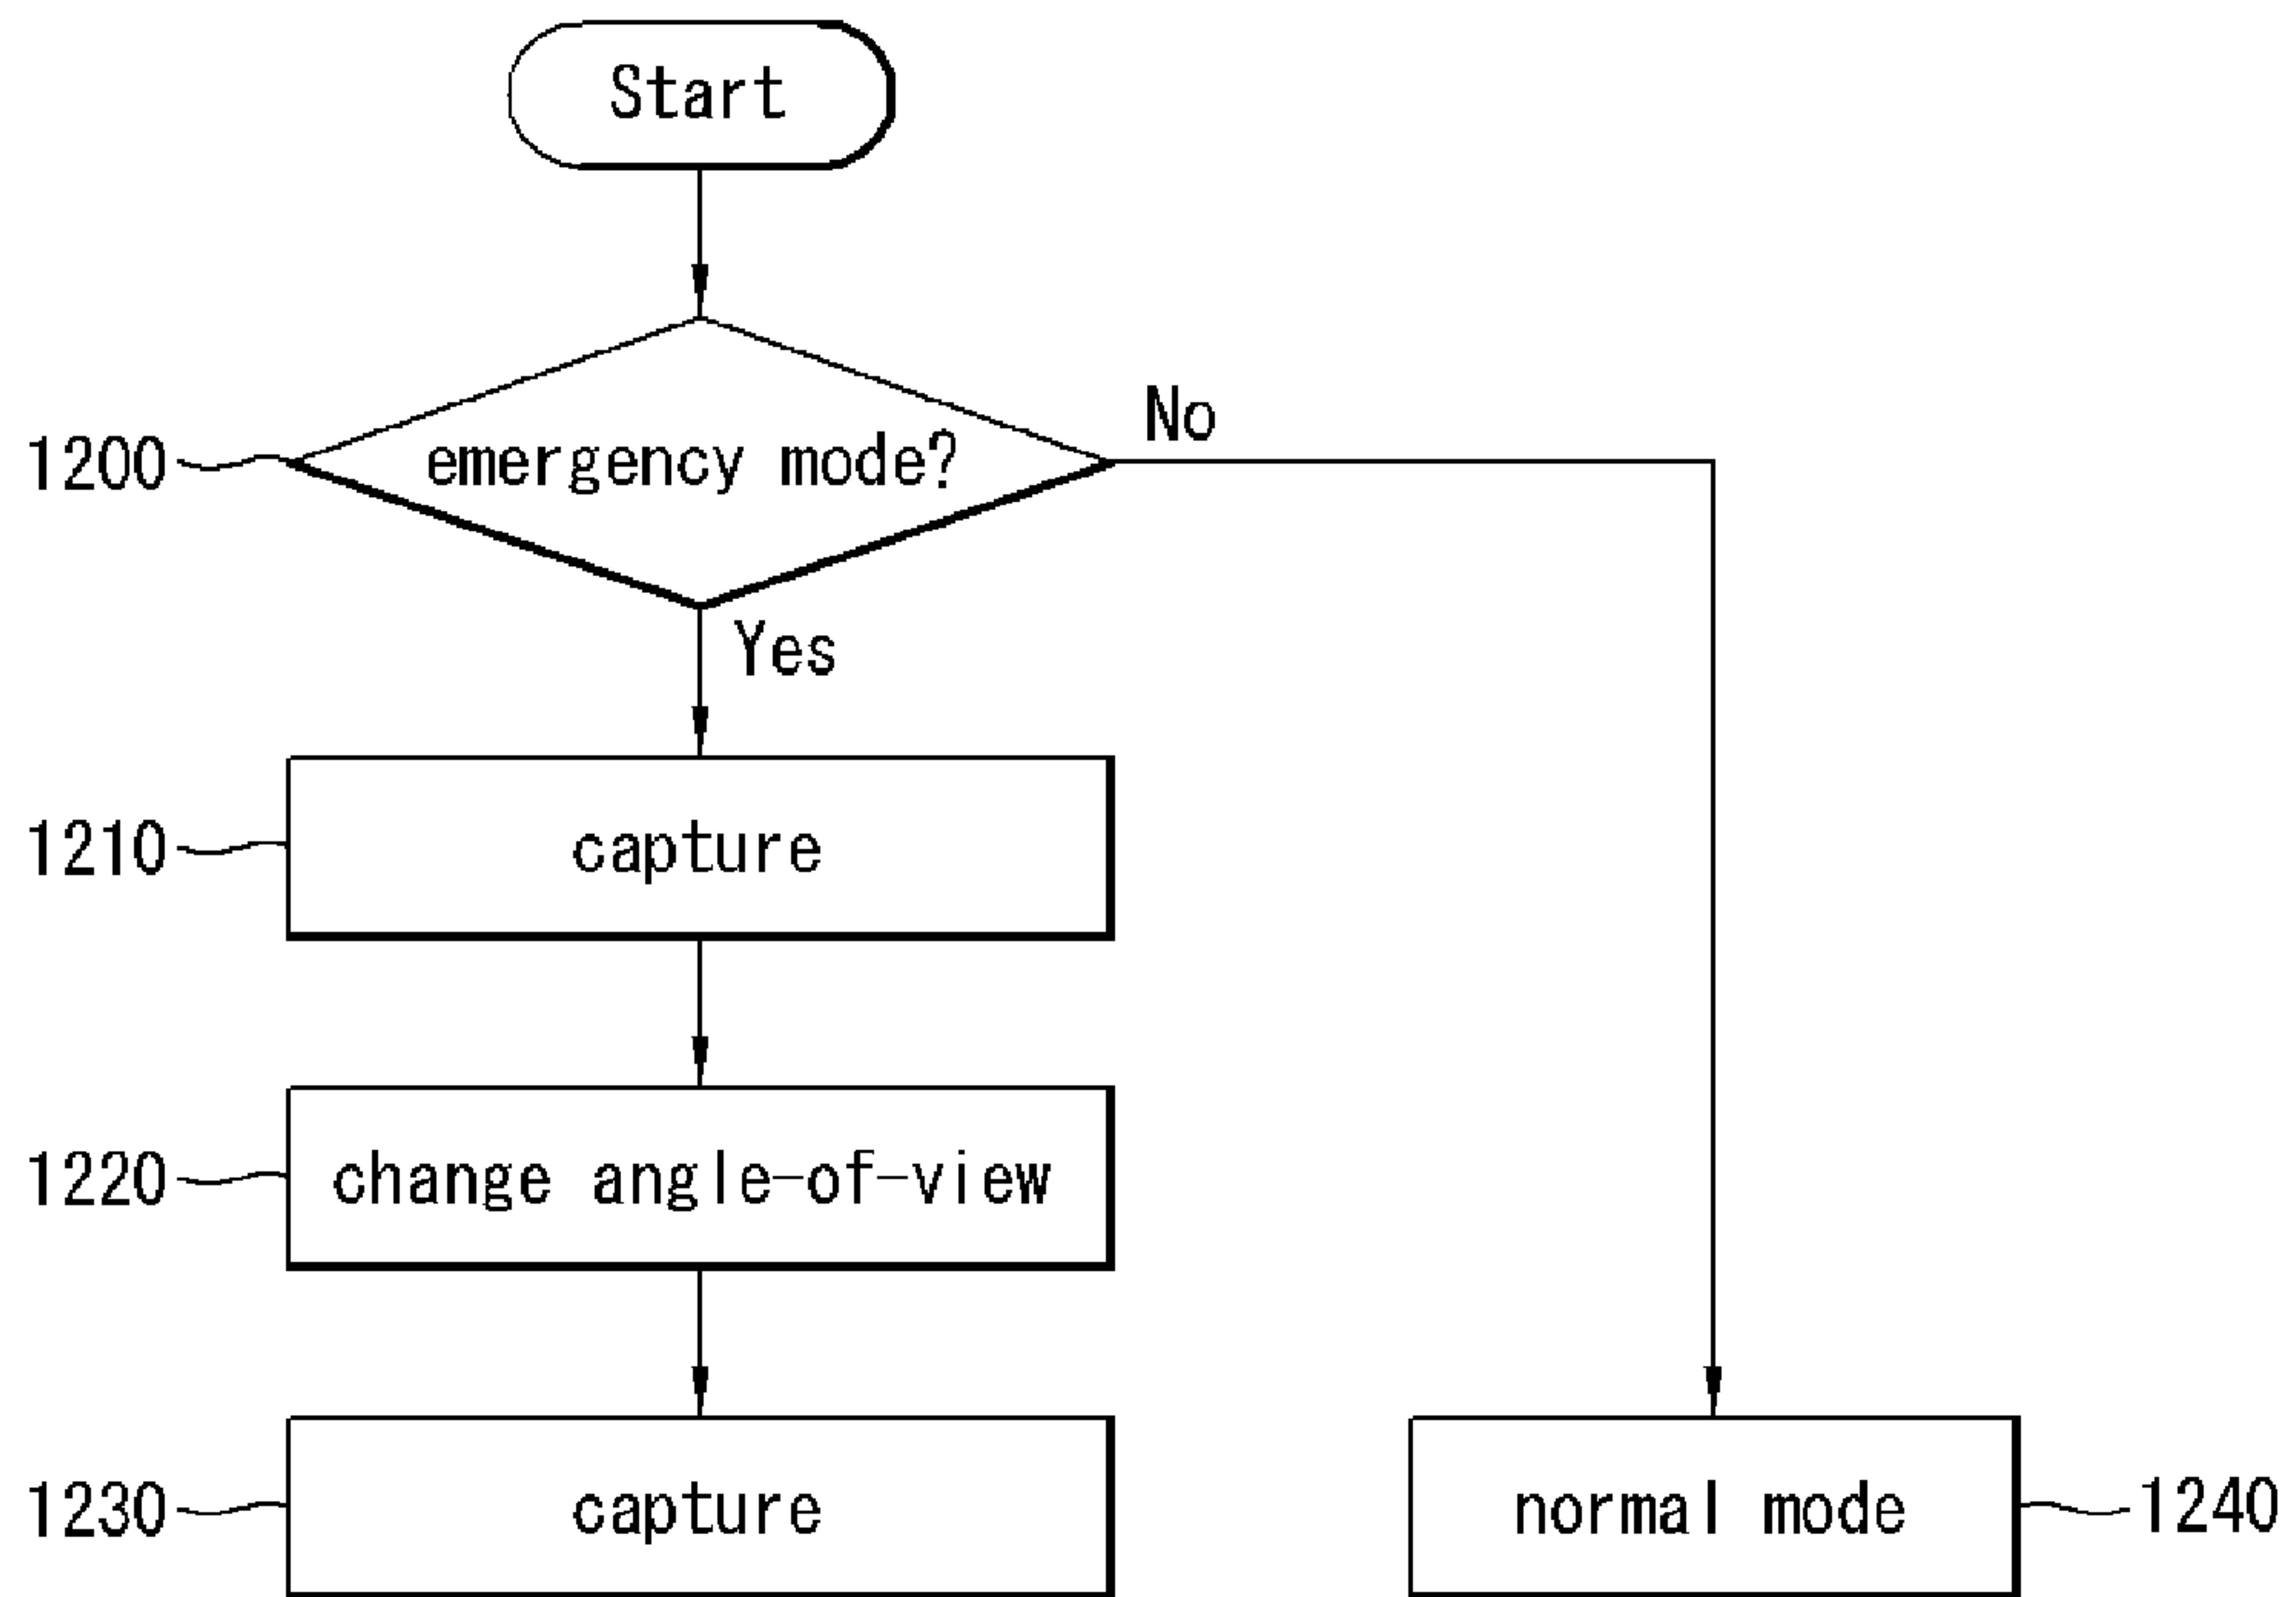 Start
No
1200
emergency mode?
Yes
1210
capture
1220
change angle-of-view
1230
capture
normal mode
1240